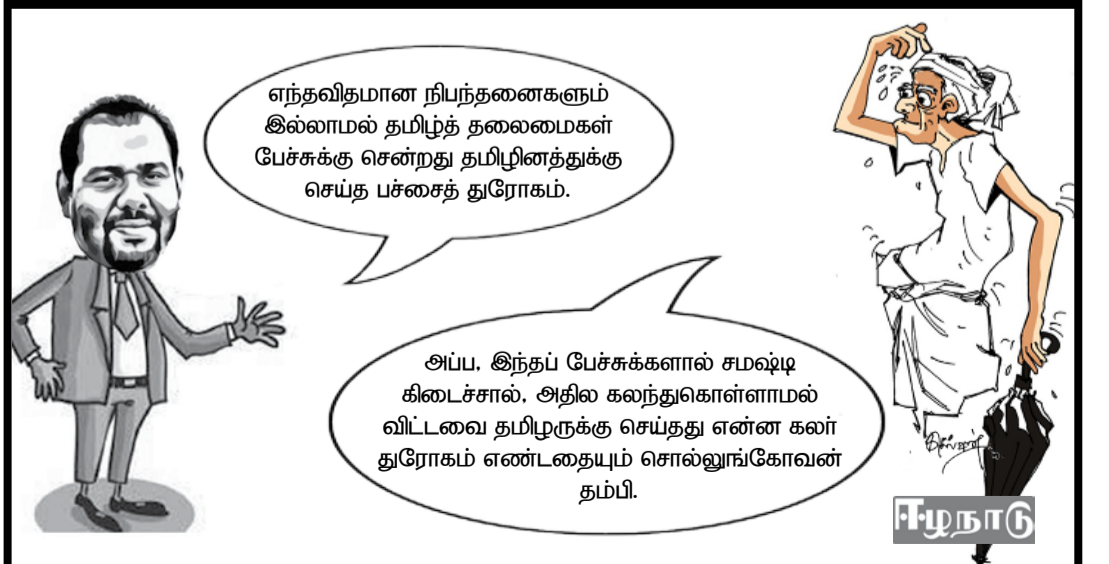 எந்தவிதமான நிபந்தனைகளும்
இல்லாமல் தமிழ்த் தலைமைகள்
பேச்சுக்கு சென்றது தமிழினத்துக்கு
செய்த பச்சைத் துரோகம்.
அப்ப, இந்தப் பேச்சுக்களால் சமஷ்டி
கிடைச்சால், அதில கலந்துகொள்ளாமல்
விட்டவை தமிழருக்கு செய்தது என்ன கலர்
துரோகம் எண்டதையும் சொல்லுங்கோவன்
தம்பி.
ஈழநாடு